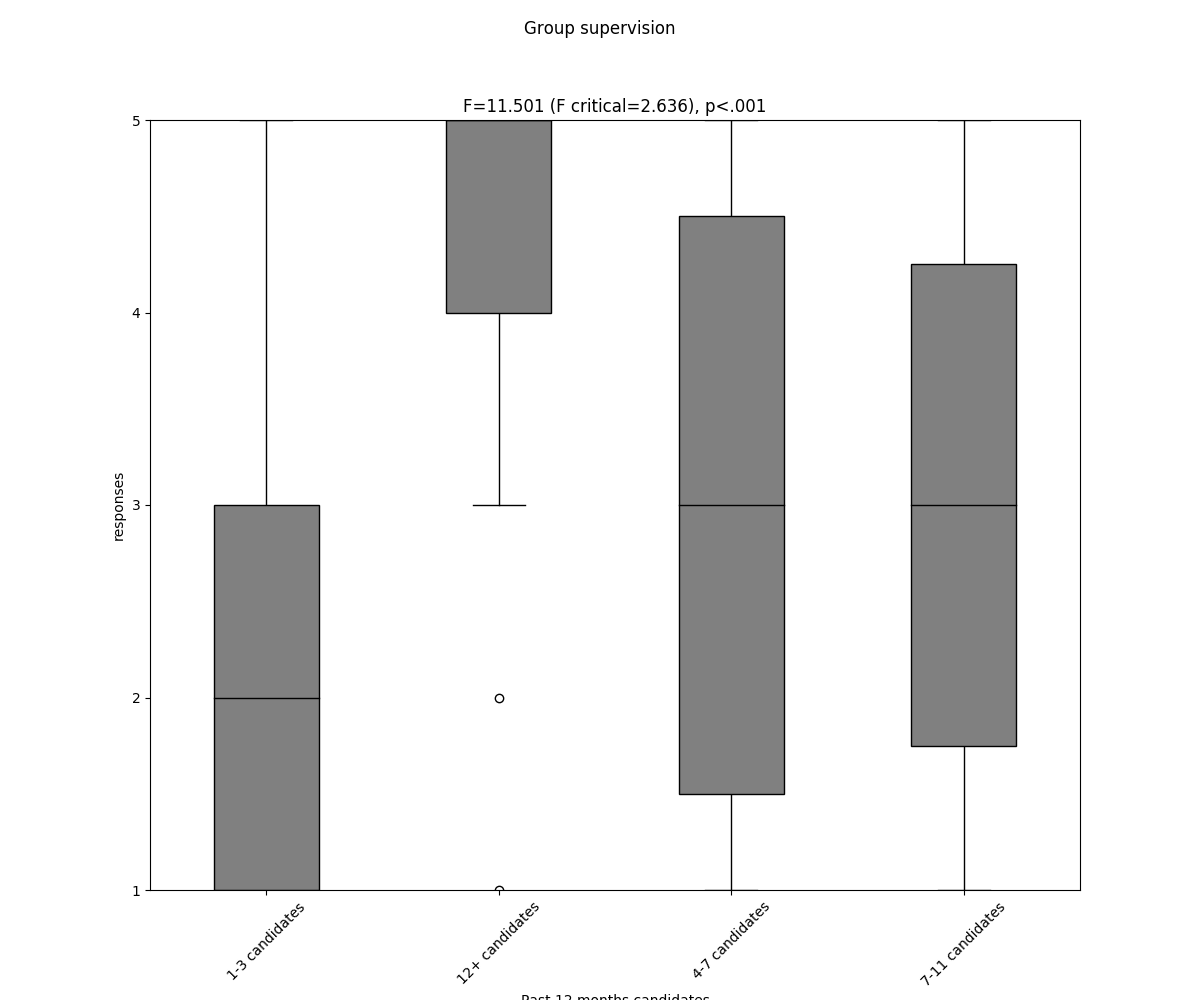 Group supervision
F=11.501 (F critical=2.636), p<.001
5
4
3
2
1
responses
1-3 candidates
12+ candidates
4-7 candidates
7-11 candidates
Past 12 months candidates